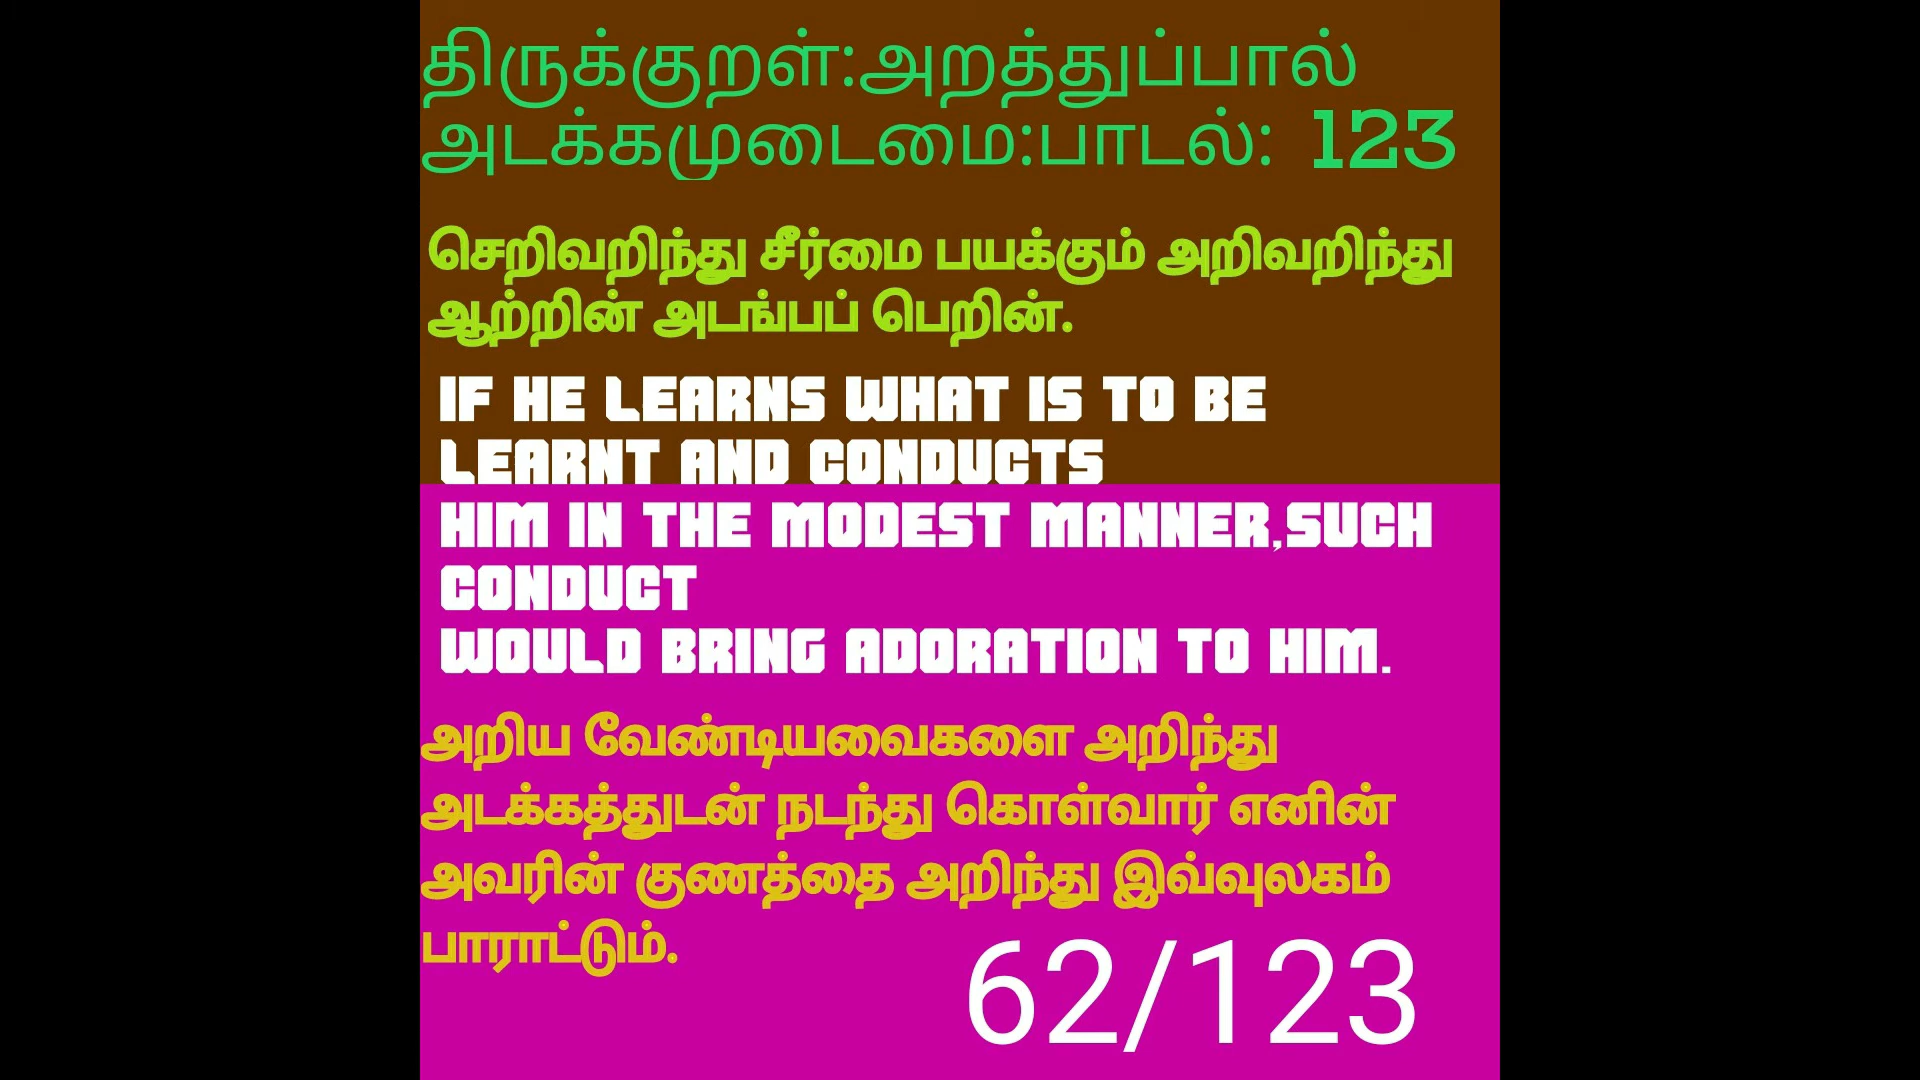 திருக்குறள்:அறத்துப்பால்
அடக்கமுடைமை:பாடல்: 123
செறிவறிந்து சீர்மை பயக்கும் அறிவறிந்து
ஆற்றின் அடங்பப் பெறின்.
IF HE LEARNS WHAT IS TO BE
LEARNT AND CONDUCTS
HIM IN THE MODEST MANNER,SUCH
CONDUCT
WOULD BRING ADORATION TO HIM.
அறிய வேண்டியவைகளை அறிந்து
அடக்கத்துடன் நடந்து கொள்வார் எனின்
அவரின் குணத்தை அறிந்து இவ்வுலகம்
பாராட்டும்.
62/123